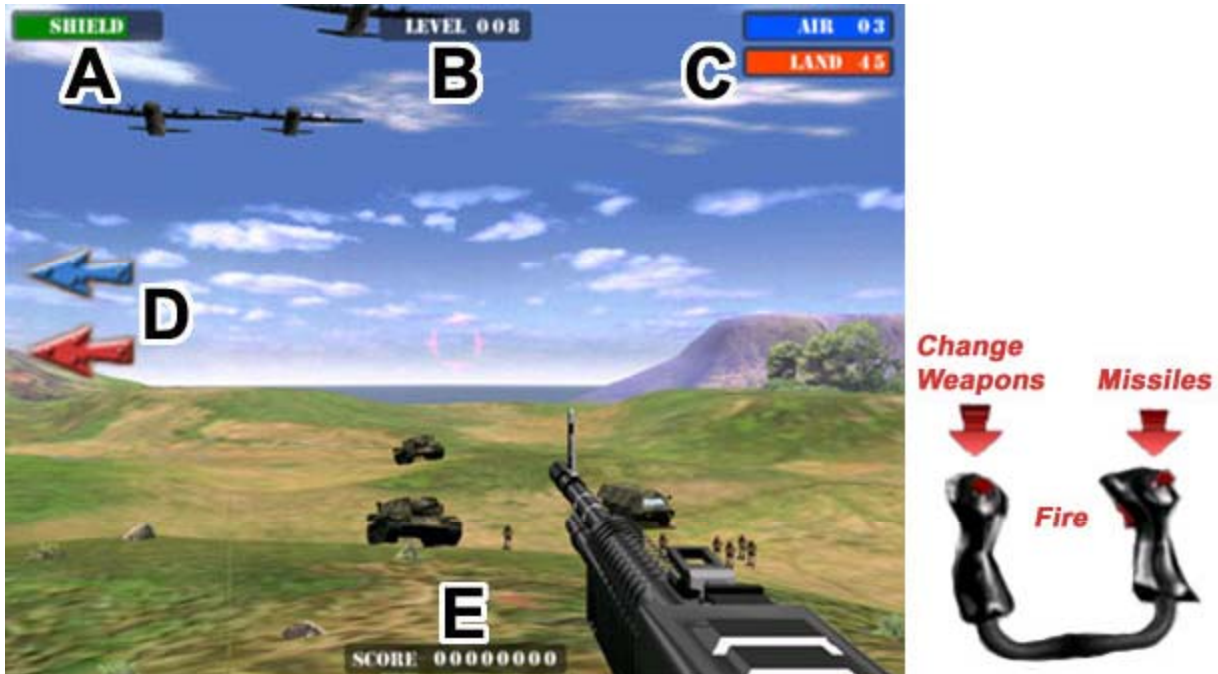 SHIELD
LEVEL 008
AIR 03
LAND 45
A
B
C
D
Change
Weapons
Missiles
Fire
E
SCORE 00000000